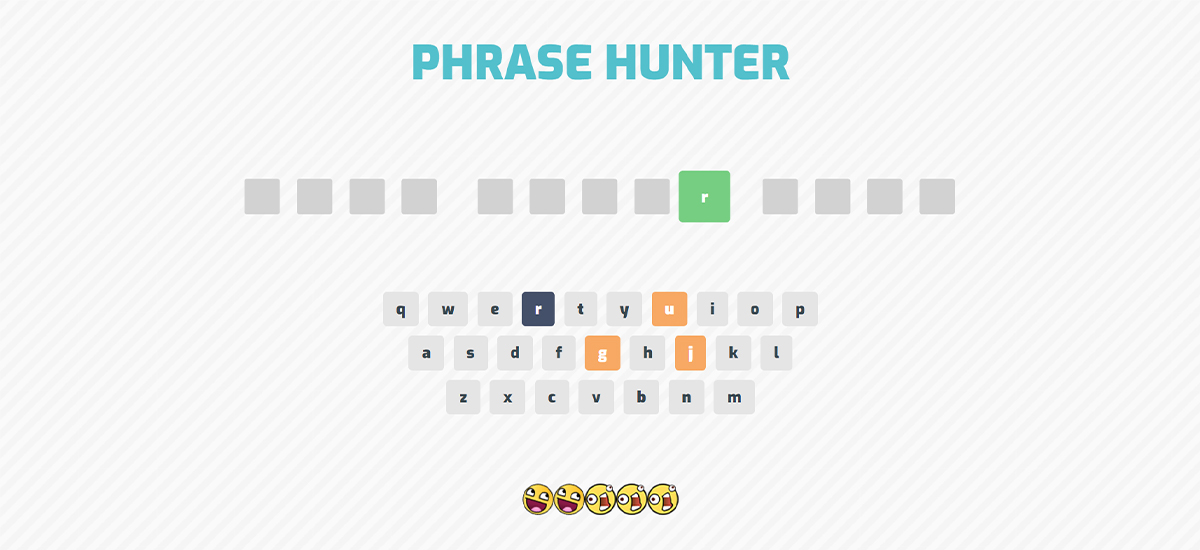 PHRASE HUNTER
r
q w e r t y u i o p
a s d f g h j k l
z x c v b n m